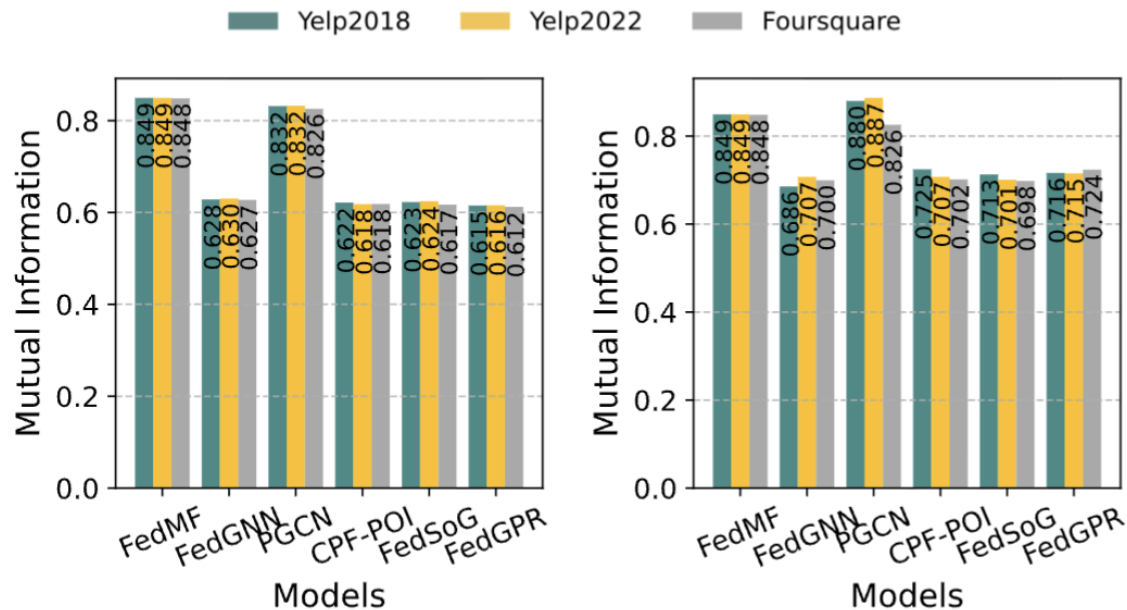 Yelp2018 Yelp2022 Foursquare
Mutual Information
0.8
0.6
0.4
0.2
0.0
0.849
0.849
0.848
0.628
0.630
0.627
0.832
0.832
0.826
0.622
0.618
0.618
0.623
0.624
0.617
0.615
0.616
0.612
FedMF
FedGNN
PGCN
CPF-POI
FedSoG
FedGPR
Models
Mutual Information
0.8
0.6
0.4
0.2
0.0
0.849
0.849
0.848
0.686
0.707
0.700
0.880
0.887
0.826
0.725
0.707
0.702
0.713
0.701
0.698
0.716
0.715
0.724
FedMF
FedGNN
PGCN
CPF-POI
FedSoG
FedGPR
Models